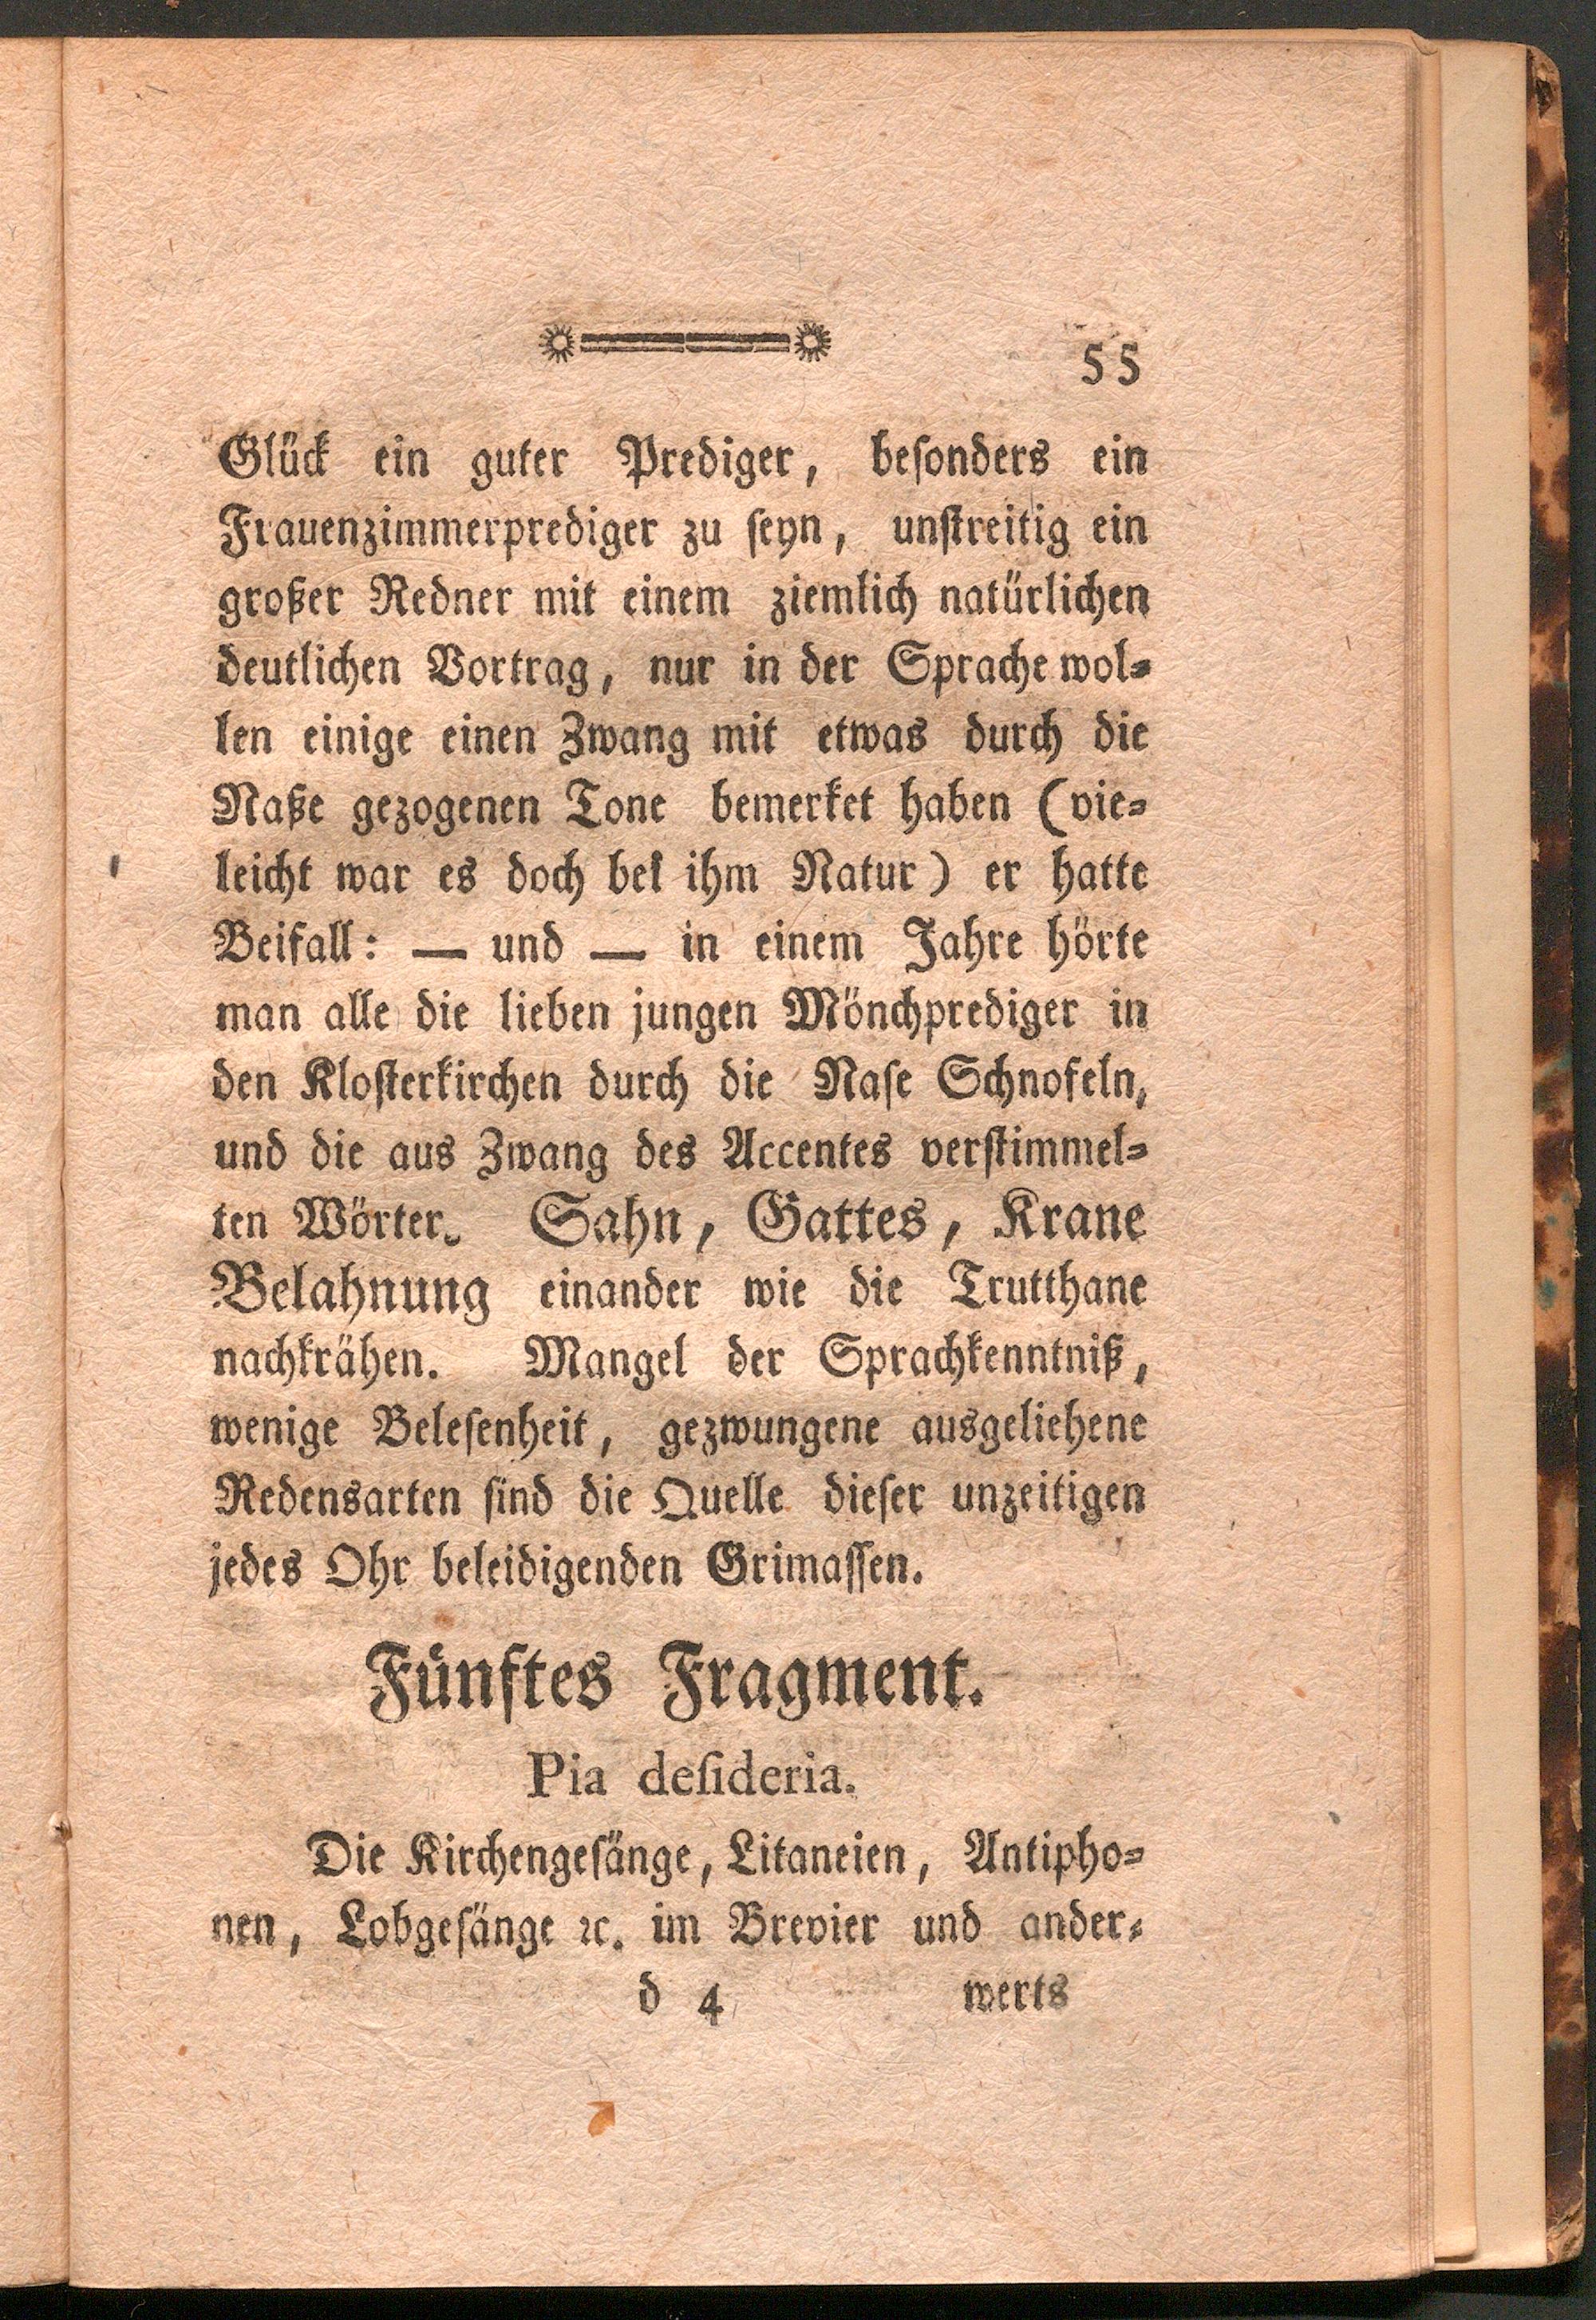 55
Glück ein guter Prediger, beſonders ein
Frauenzimmerprediger zu ſeyn, unſtreitig ein
großer Redner mit einem ziemlich natürlichen
deutlichen Vortrag, nur in der Sprache wol⸗
len einige einen Zwang mit etwas durch die
Naße gezogenen Tone bemerket haben (vie⸗
leicht war es doch bei ihm Natur) er hatte
Beifall: — und — in einem Jahre hörte
man alle die lieben jungen Mönchprediger in
den Kloſterkirchen durch die Naſe Schnofeln,
und die aus Zwang des Accentes verſtimmel⸗
ten Wörter. Sahn, Gattes, Krane
Belahnung einander wie die Trutthane
nachkrähen. Mangel der Sprachkenntniß,
wenige Beleſenheit, gezwungene ausgeliehene
Redensarten ſind die Quelle dieſer unzeitigen
jedes Ohr beleidigenden Grimaſſen.
Fünftes Fragment.
Pia deſideria.
Die Kirchengeſänge, Litaneien, Antipho⸗
nen, Lobgeſänge ꝛc. im Brevier und ander⸗
d 4 werts